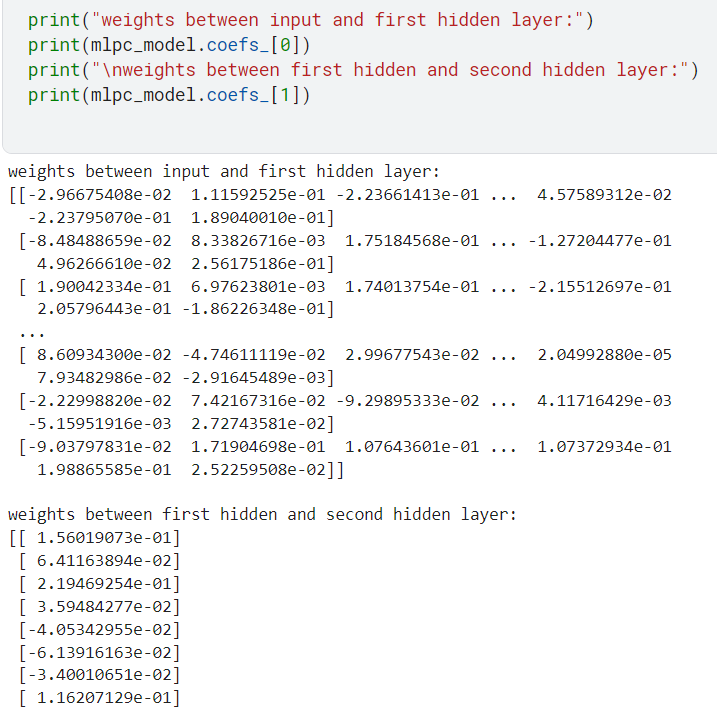 print("weights between input and first hidden layer:")
print(mlpc_model.coefs_[0])
print("\nweights between first hidden and second hidden layer:")
print(mlpc_model.coefs_[1])
weights between input and first hidden layer:
[[-2.96675408e-02  1.11592525e-01 -2.23661413e-01 ...  4.57589312e-02
  -2.23795070e-01  1.89040010e-01]
 [-8.48488659e-02  8.33826716e-03  1.75184568e-01 ... -1.27204477e-01
   4.96266610e-02  2.56175186e-01]
 [ 1.90042334e-01  6.97623801e-03  1.74013754e-01 ... -2.15512697e-01
   2.05796443e-01 -1.86226348e-01]
 ...
 [ 8.60934300e-02 -4.74611119e-02  2.99677543e-02 ...  2.04992880e-05
   7.93482986e-02 -2.91645489e-03]
 [-2.22998820e-02  7.42167316e-02 -9.29895333e-02 ...  4.11716429e-03
  -5.15951916e-03  2.72743581e-02]
 [-9.03797831e-02  1.71904698e-01  1.07643601e-01 ...  1.07372934e-01
   1.98865585e-01  2.52259508e-02]]
weights between first hidden and second hidden layer:
[[ 1.56019073e-01]
 [ 6.41163894e-02]
 [ 2.19469254e-01]
 [ 3.59484277e-02]
 [-4.05342955e-02]
 [-6.13916163e-02]
 [-3.40010651e-02]
 [ 1.16207129e-01]